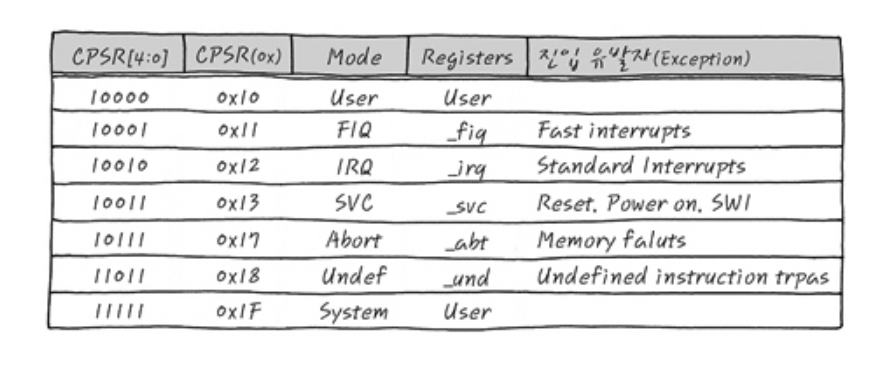 CPSR[4:0] CPSR(0x) Mode Registers 진입 유발자(Exception)
10000 0x10 User User
10001 0x11 FIQ _fiq Fast interrupts
10010 0x12 IRQ _irq Standard Interrupts
10011 0x13 SVC _svc Reset, Power on, SWI
10111 0x17 Abort _abt Memory faluts
11011 0x18 Undef _und Undefined instruction trpas
11111 0x1F System User